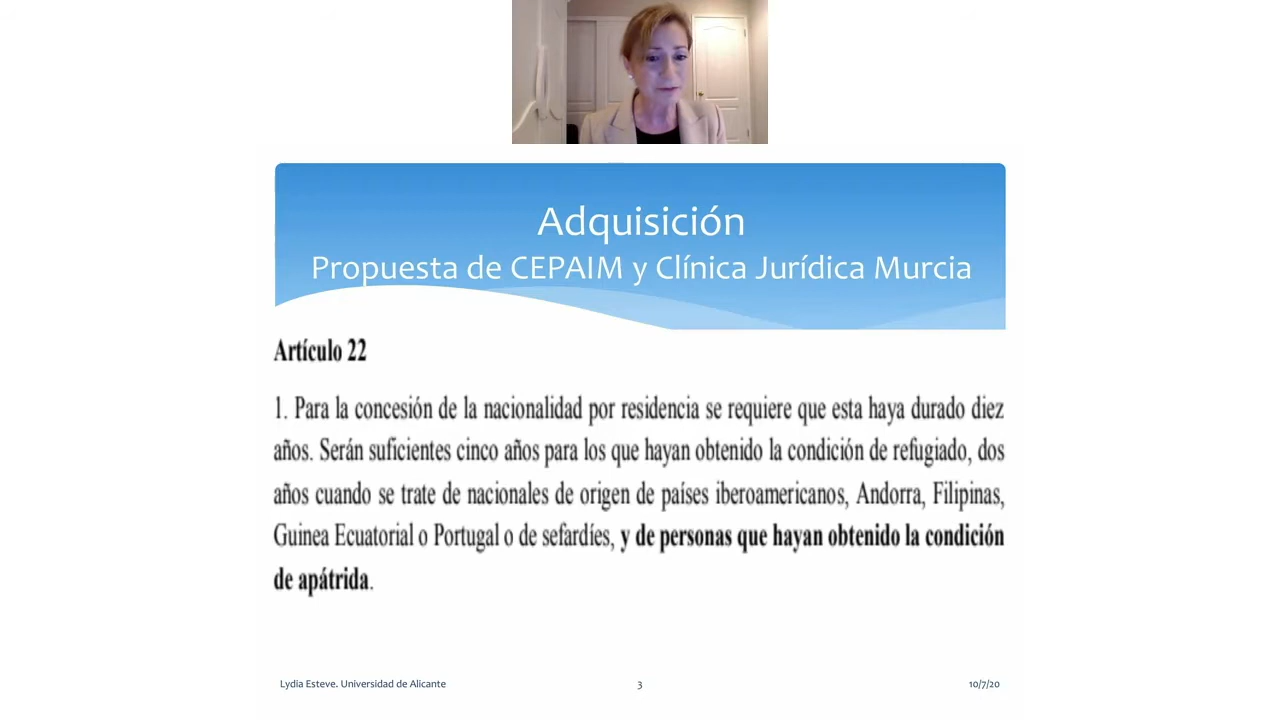 Adquisición
Propuesta de CEPAIM y Clínica Jurídica Murcia
Artículo 22
1. Para la concesión de la nacionalidad por residencia se requiere que esta haya durado diez
años. Serán suficientes cinco años para los que hayan obtenido la condición de refugiado, dos
años cuando se trate de nacionales de origen de países iberoamericanos, Andorra, Filipinas,
Guinea Ecuatorial o Portugal o de sefardíes, y de personas que hayan obtenido la condición
de apátrida.
Lydia Esteve. Universidad de Alicante
3
10/7/20